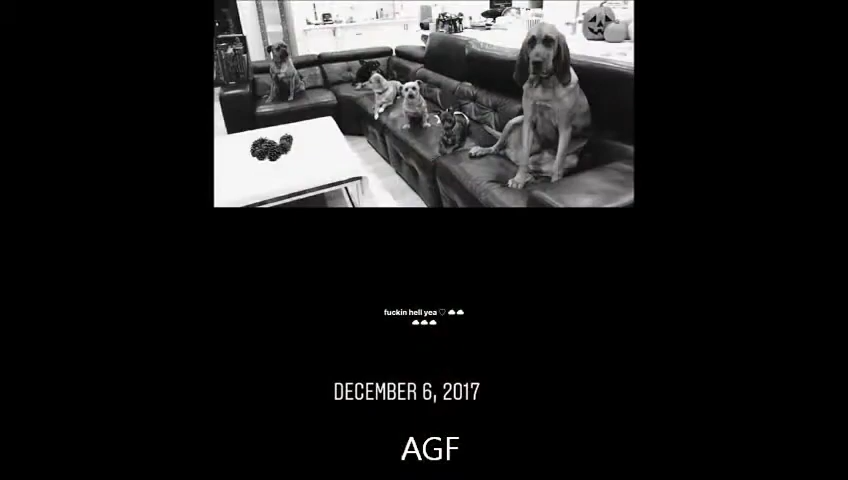 fuckin hell yea ♡ ☁☁
☁☁☁
DECEMBER 6, 2017
AGF